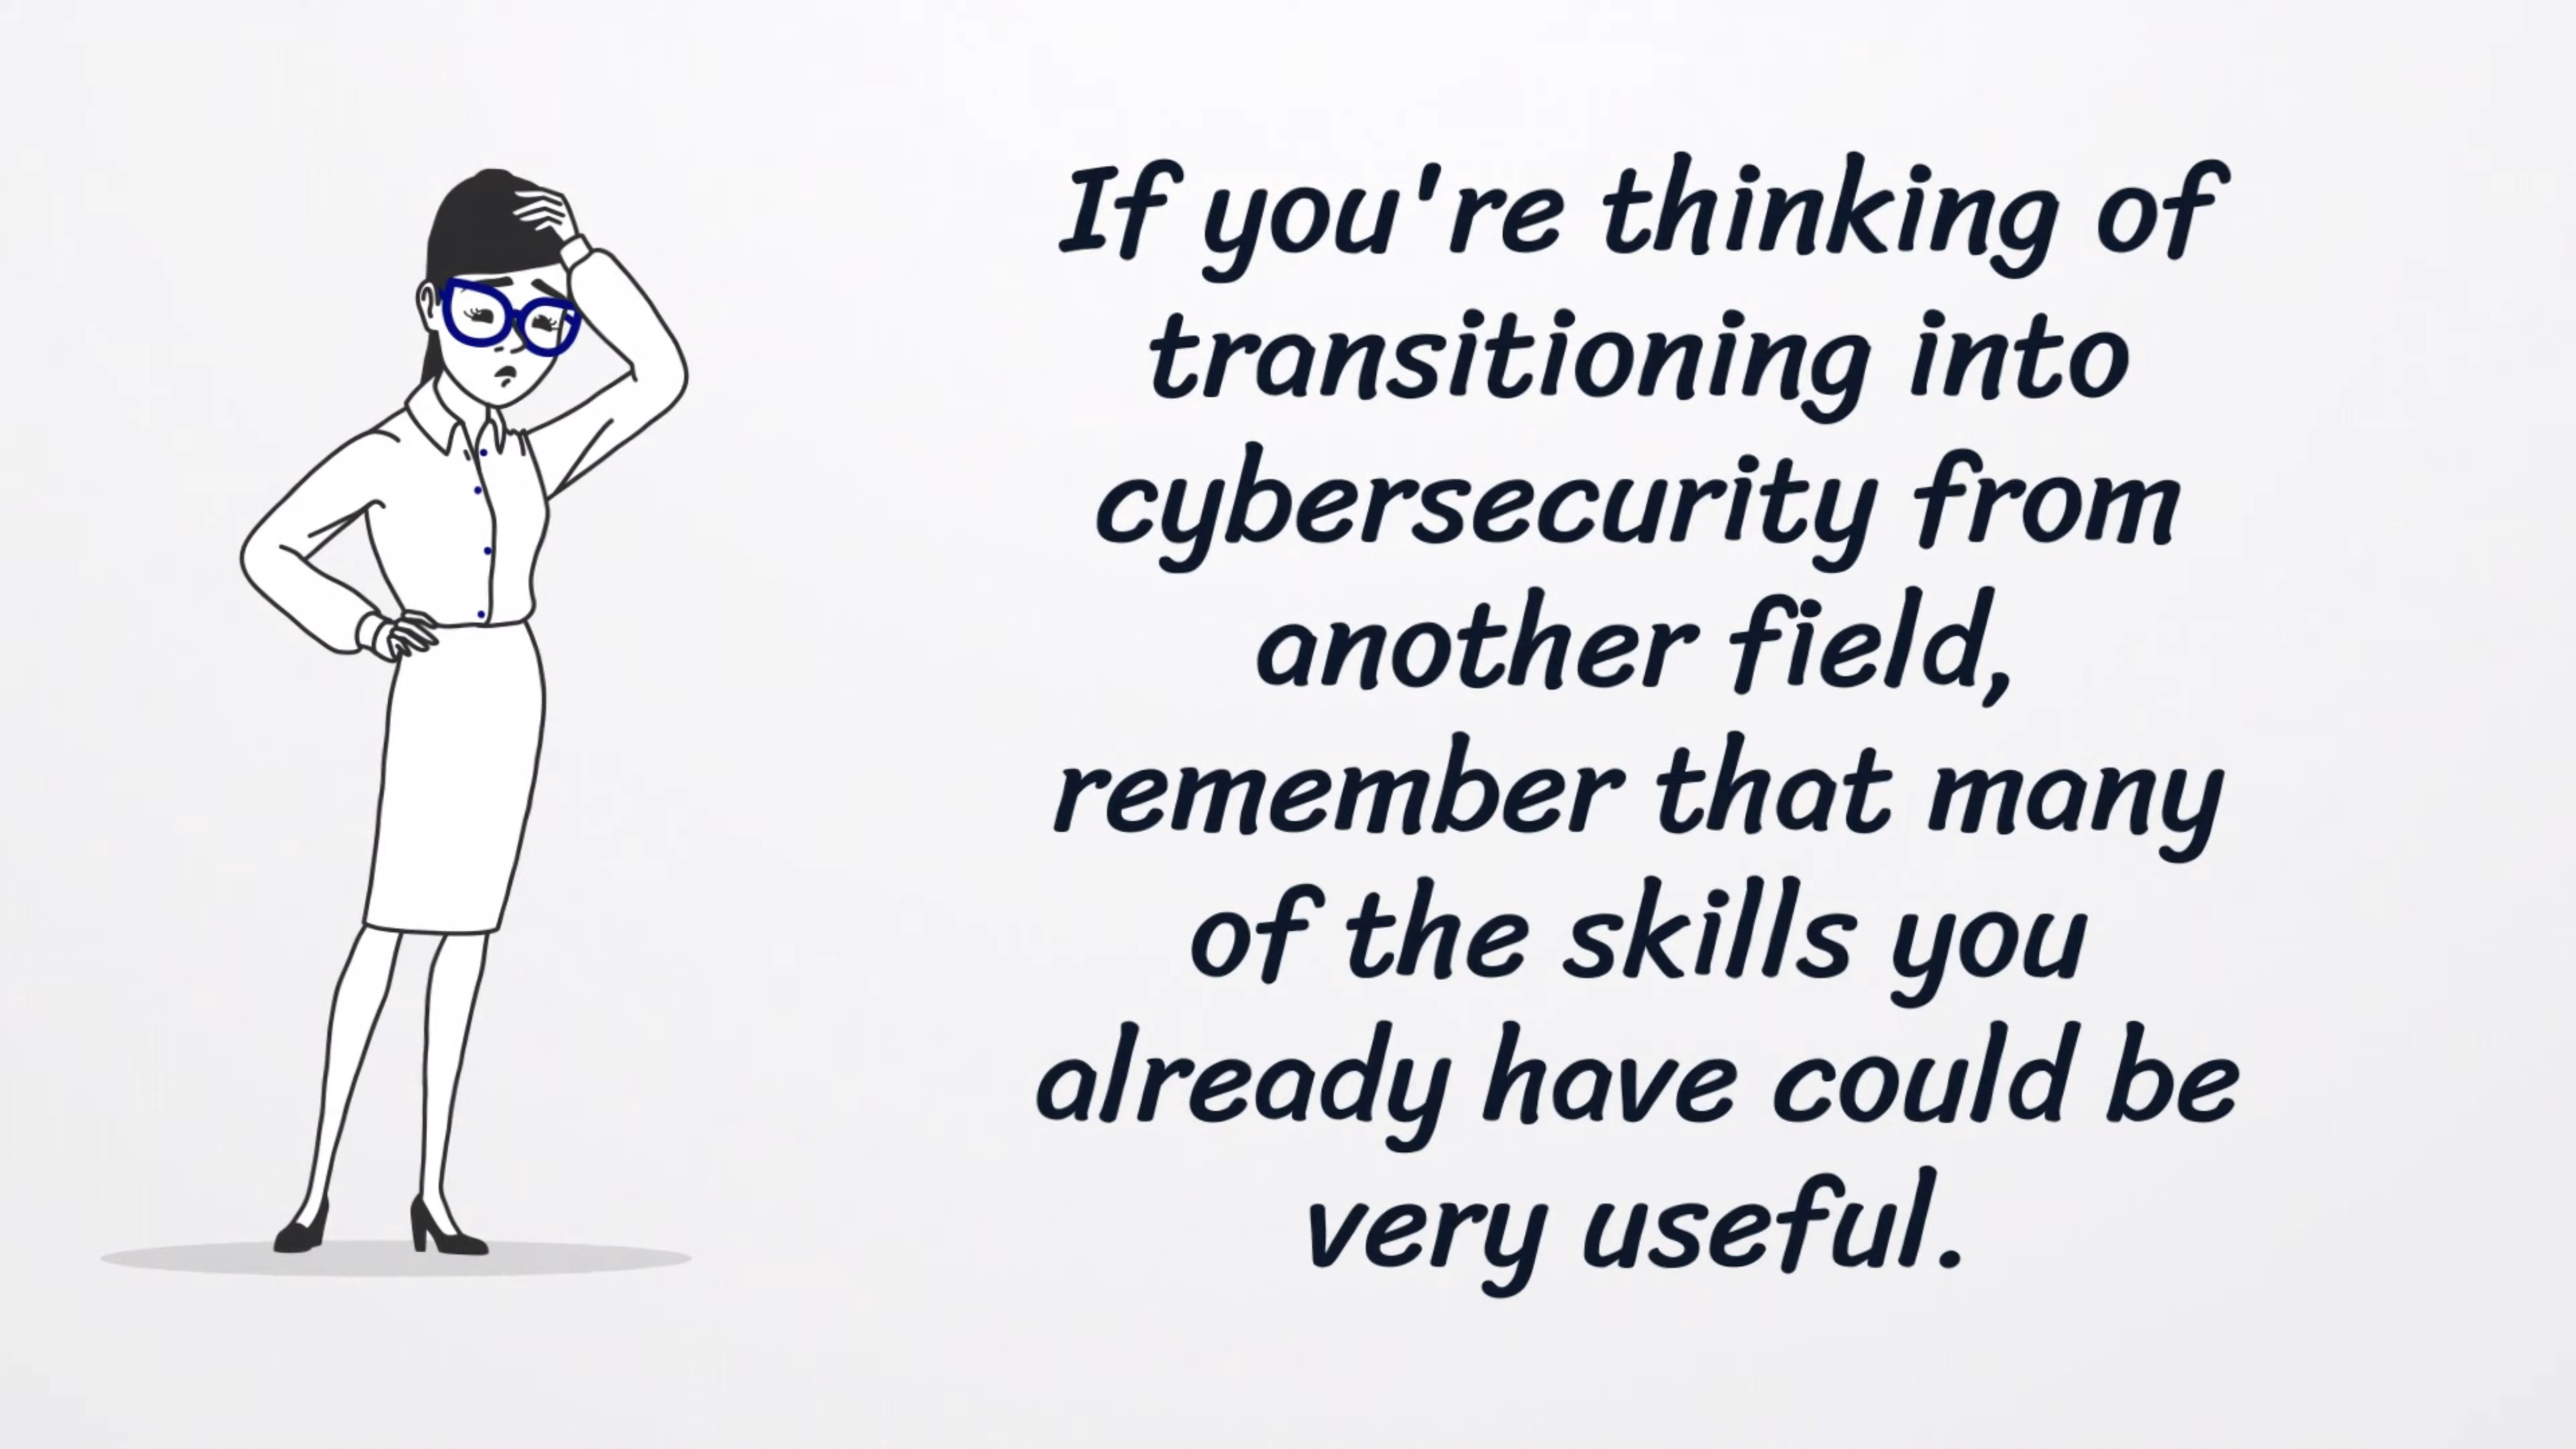 If you're thinking of
transitioning into
cybersecurity from
another field,
remember that many
of the skills you
already have could be
very useful.